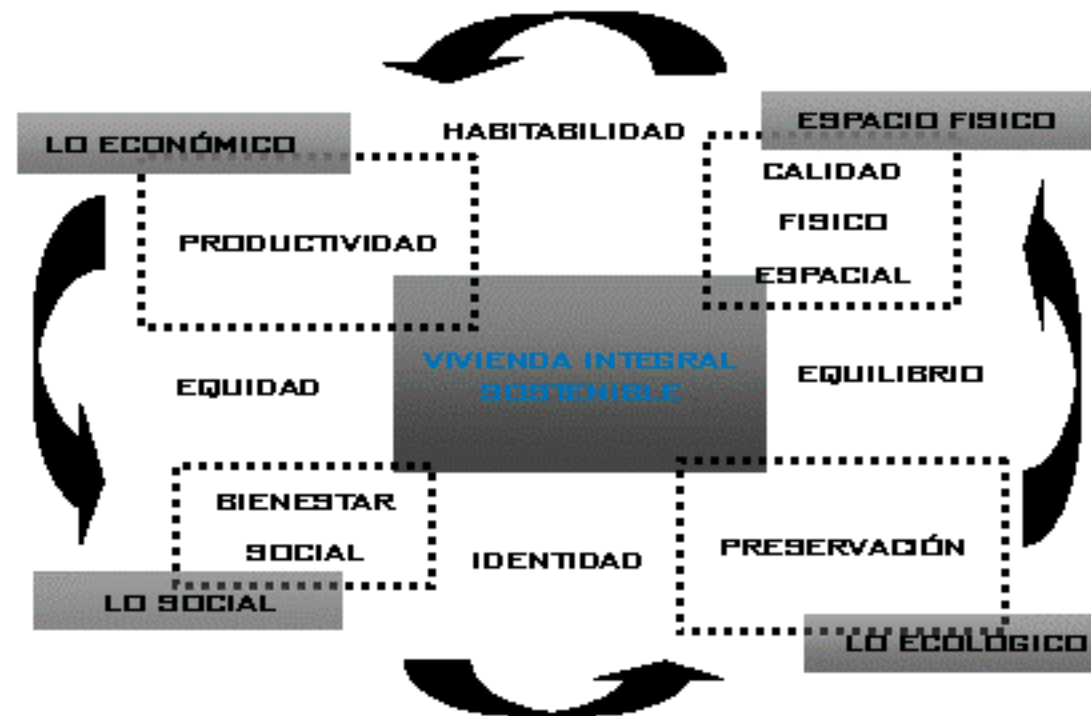 HABITABILIDAD
LO ECONÓMICO
ESPACIO FISICO
PRODUCTIVIDAD
CALIDAD
FISICO
ESPACIAL
VIVIENDA INTEGRAL
SOSTENIBLE
EQUIDAD
EQUILIBRIO
BIENESTAR
SOCIAL
IDENTIDAD
PRESERVACIÓN
LO SOCIAL
LO ECOLÓGICO